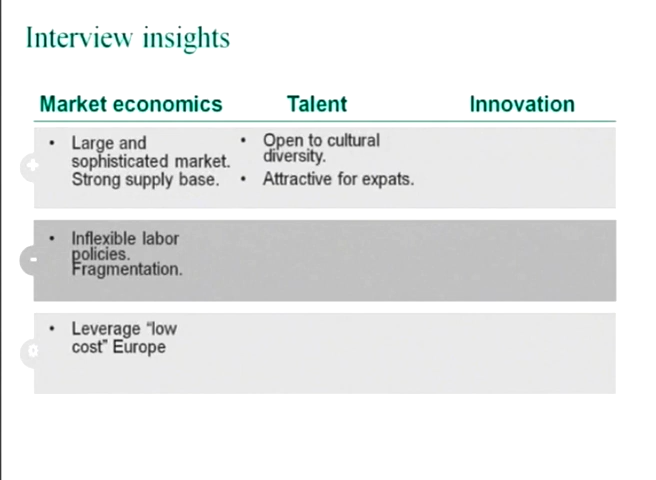 Interview insights
Market economics Talent Innovation
+
• Large and
sophisticated market.
Strong supply base.
• Open to cultural
diversity.
• Attractive for expats.
-
• Inflexible labor
policies.
Fragmentation.
• Leverage “low
cost” Europe